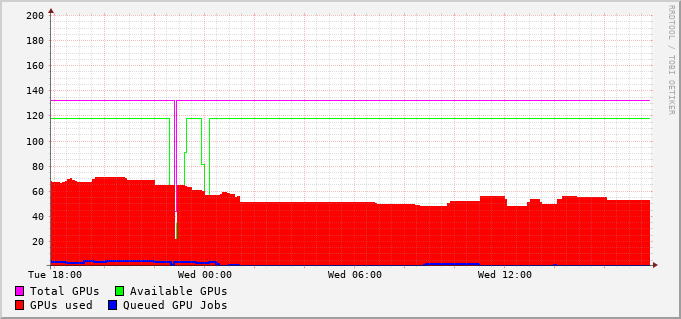 200
180
160
140
120
100
80
60
40
20
Tue 18:00 Wed 00:00 Wed 06:00 Wed 12:00
Total GPUs Available GPUs
GPUs used Queued GPU Jobs
RRDTOOL / TOBI OETIKER